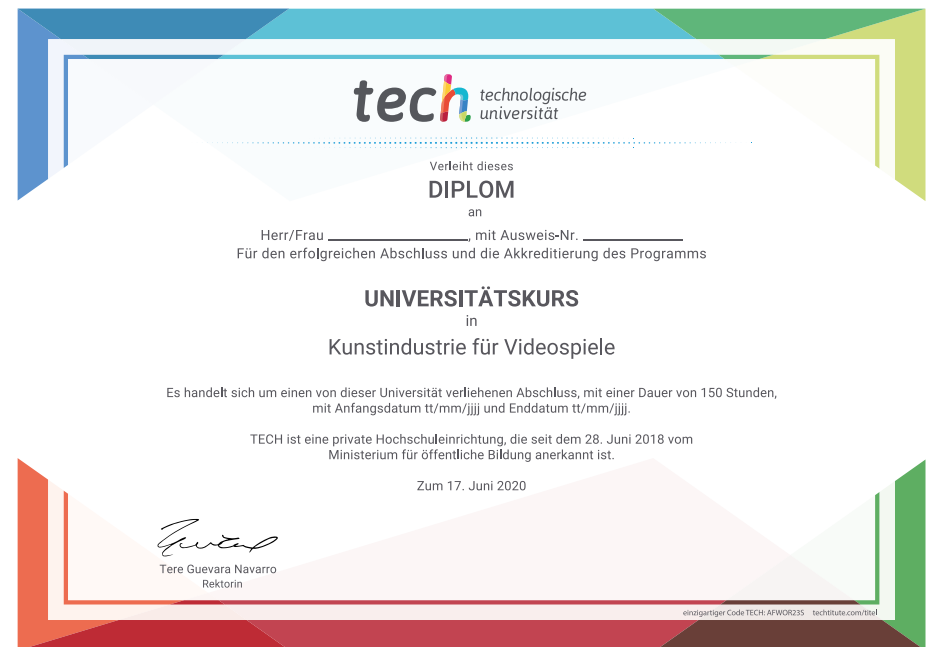 tech technologische
universität
Verleiht dieses
DIPLOM
an
Herr/Frau ____________________, mit Ausweis-Nr. ______________
Für den erfolgreichen Abschluss und die Akkreditierung des Programms
UNIVERSITÄTSKURS
in
Kunstindustrie für Videospiele
Es handelt sich um einen von dieser Universität verliehenen Abschluss, mit einer Dauer von 150 Stunden,
mit Anfangsdatum tt/mm/jjjj und Enddatum tt/mm/jjjj.
TECH ist eine private Hochschuleinrichtung, die seit dem 28. Juni 2018 vom
Ministerium für öffentliche Bildung anerkannt ist.
Zum 17. Juni 2020
Tere Guevara Navarro
Rektorin
einzigartiger Code TECH: AFWOR23S techtitute.com/titel